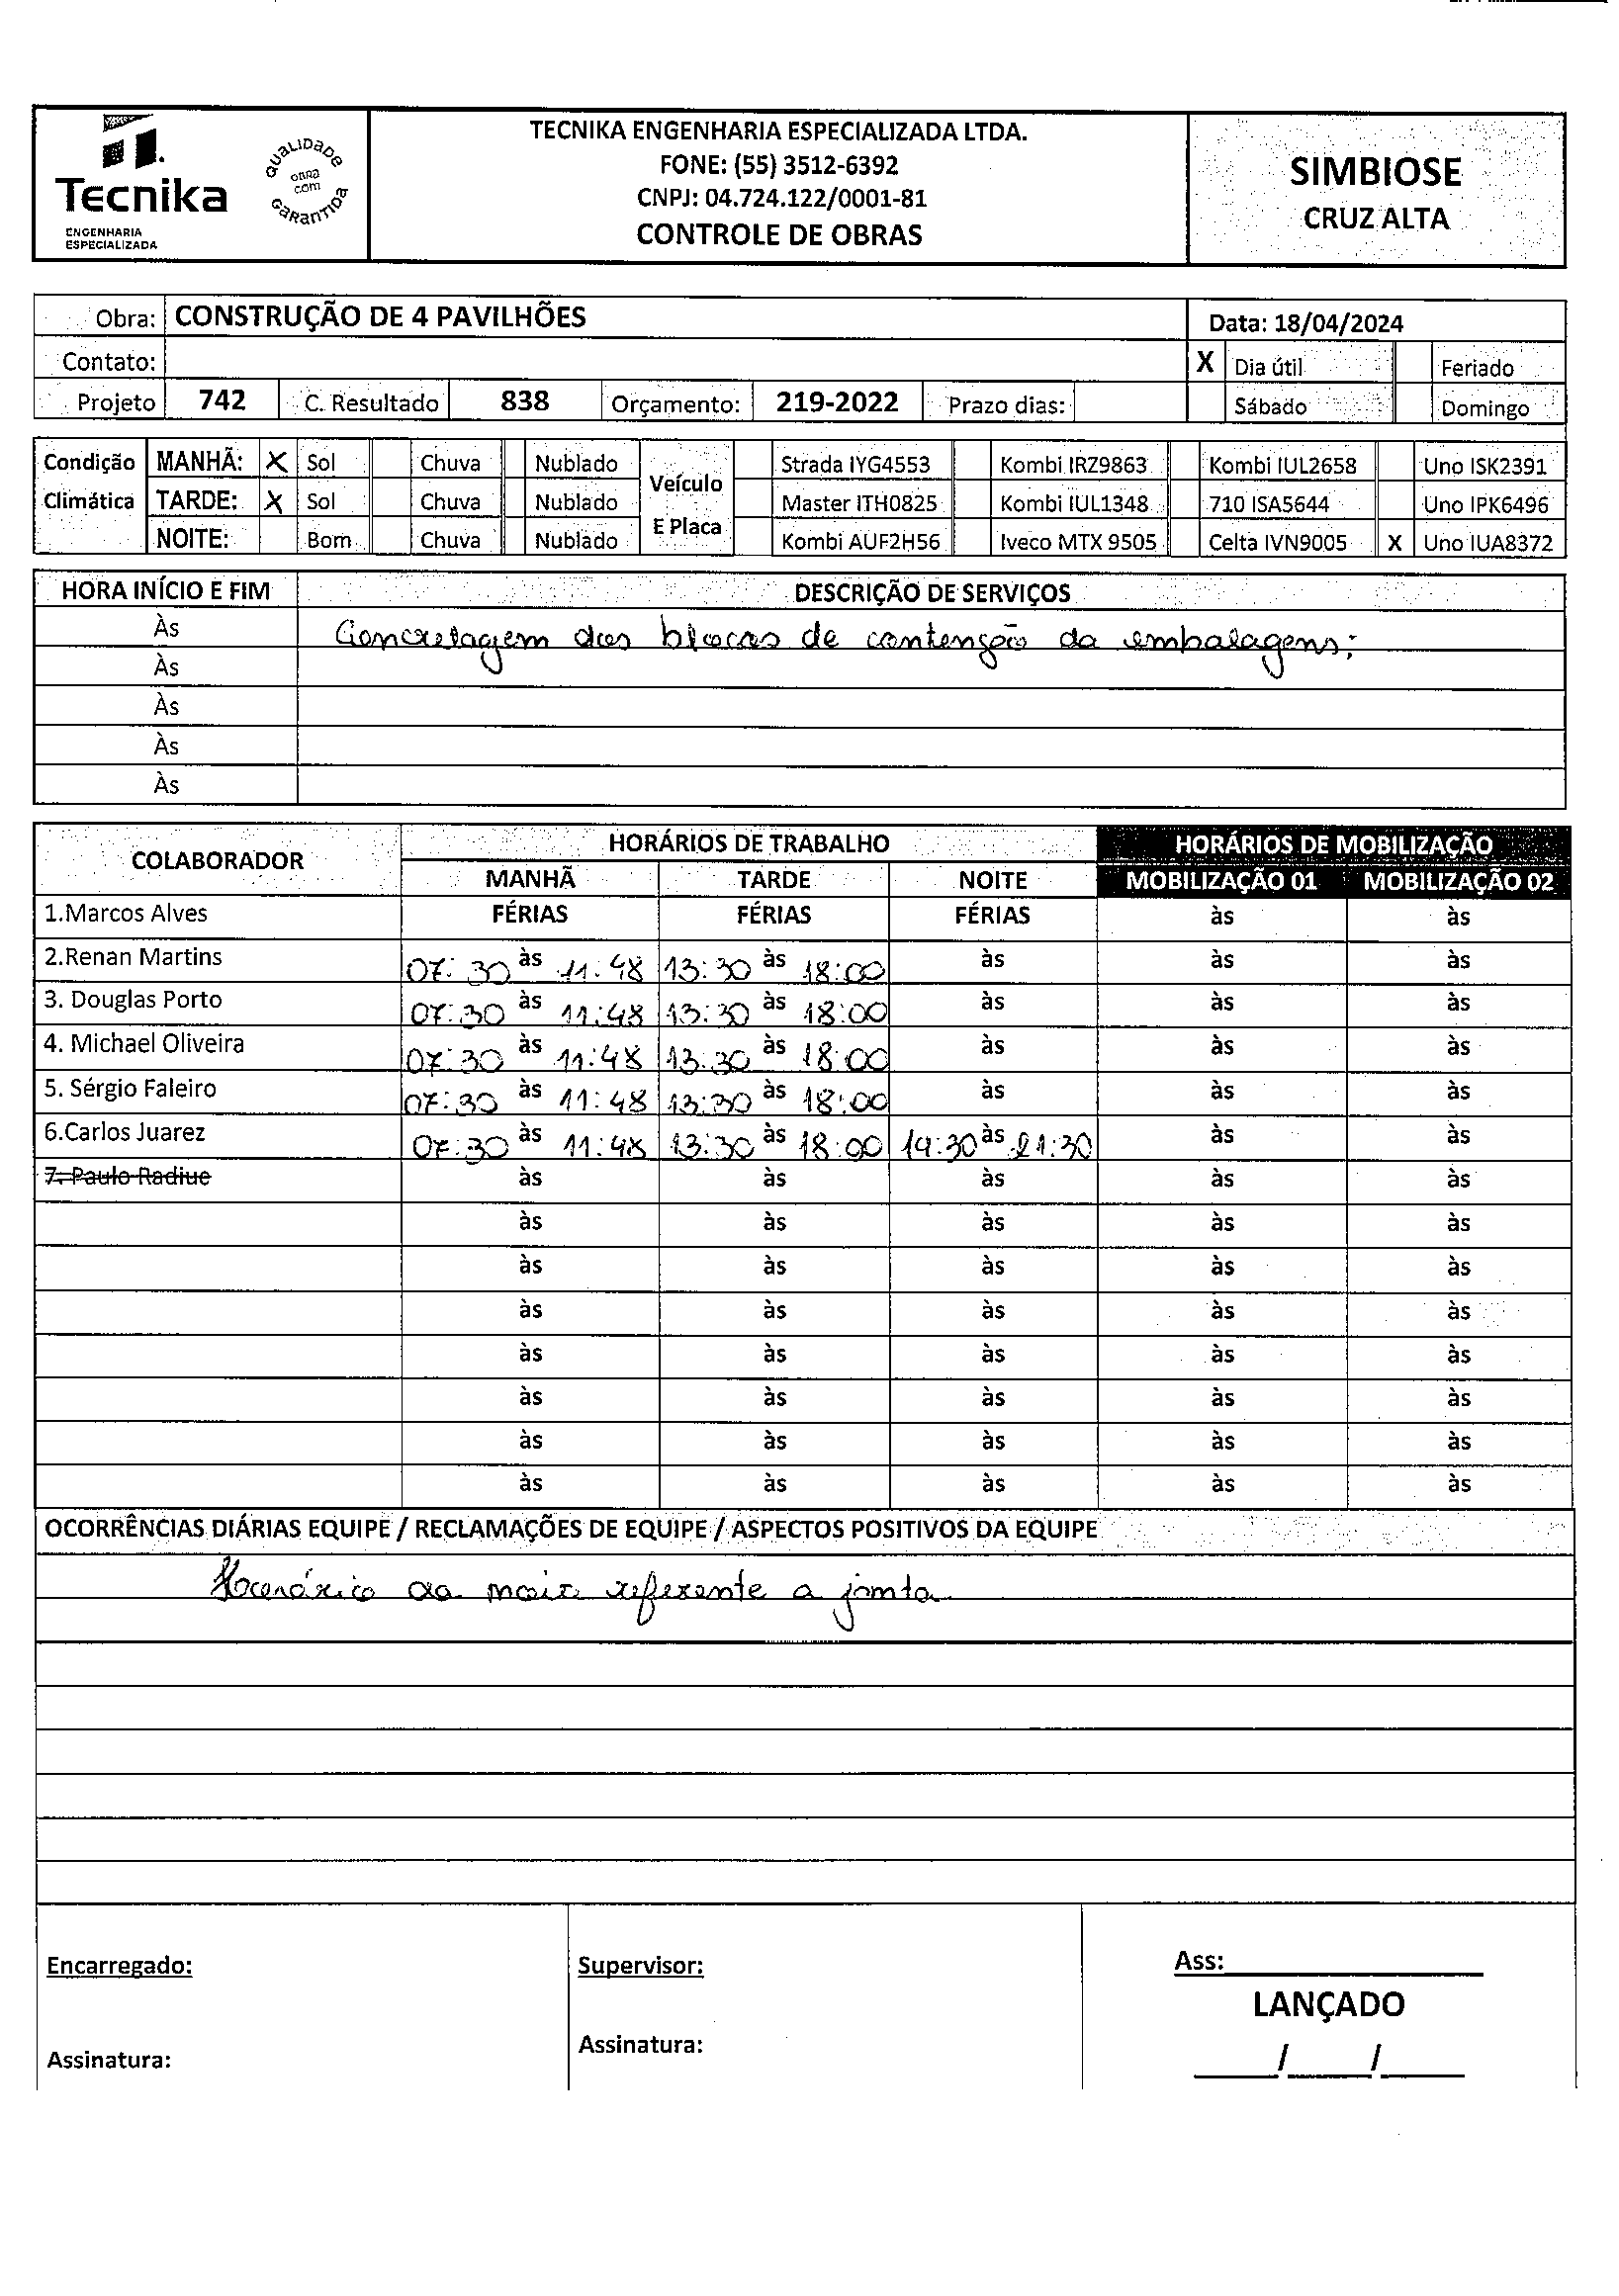 Tecnika
ENGENHARIA
ESPECIALIZADA
QUALIDADE
OBRA
COM
GARANTIDA
TECNIKA ENGENHARIA ESPECIALIZADA LTDA.
FONE: (55) 3512-6392
CNPJ: 04.724.122/0001-81
CONTROLE DE OBRAS
SIMBIOSE
CRUZ ALTA
Obra: CONSTRUÇÃO DE 4 PAVILHÕES Data: 18/04/2024
Contato: X Dia útil Feriado
Projeto 742 C. Resultado 838 Orçamento: 219-2022 Prazo dias: Sábado Domingo
Condição Climática Veículo E Placa
MANHÃ: X Sol Chuva Nublado Strada IYG4553 Kombi IRZ9863 Kombi IUL2658 Uno ISK2391
TARDE: X Sol Chuva Nublado Master ITH0825 Kombi IUL1348 710 ISA5644 Uno IPK6496
NOITE: Bom Chuva Nublado Kombi AUF2H56 Iveco MTX 9505 Celta IVN9005 X Uno IUA8372
HORA INÍCIO E FIM DESCRIÇÃO DE SERVIÇOS
Às Concretagem dos blocos de contenção da embalagens;
Às
Às
Às
Às
COLABORADOR HORÁRIOS DE TRABALHO HORÁRIOS DE MOBILIZAÇÃO
MANHÃ TARDE NOITE MOBILIZAÇÃO 01 MOBILIZAÇÃO 02
1.Marcos Alves FÉRIAS FÉRIAS FÉRIAS às às
2.Renan Martins 07:30 às 11:48 13:30 às 18:00 às às às
3. Douglas Porto 07:30 às 11:48 13:30 às 18:00 às às às
4. Michael Oliveira 07:30 às 11:48 13:30 às 18:00 às às às
5. Sérgio Faleiro 07:30 às 11:48 13:30 às 18:00 às às às
6.Carlos Juarez 07:30 às 11:48 13:30 às 18:00 19:30 às 21:30 às às
7. Paulo Radiue às às às às às
às às às às às
às às às às às
às às às às às
às às às às às
às às às às às
às às às às às
às às às às às
OCORRÊNCIAS DIÁRIAS EQUIPE / RECLAMAÇÕES DE EQUIPE / ASPECTOS POSITIVOS DA EQUIPE
Horário da noite referente a janta
Encarregado: Supervisor: Ass:
LANÇADO
Assinatura: Assinatura: / /